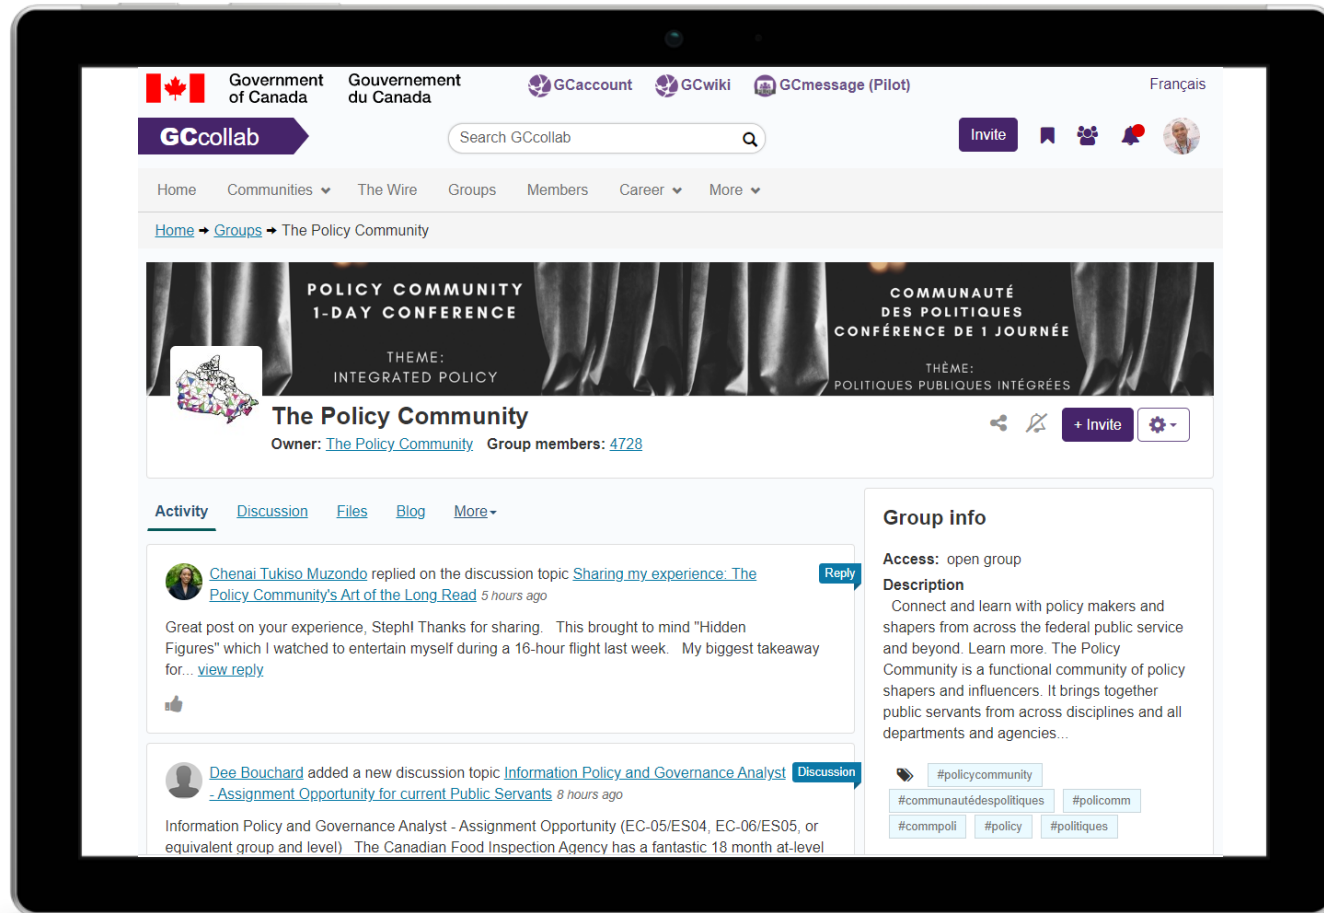 Government of Canada
Gouvernement du Canada
GCaccount
GCwiki
GCmessage (Pilot)
Français
GCcollab
Search GCcollab
Invite
Home
Communities
The Wire
Groups
Members
Career
More
Home → Groups → The Policy Community
POLICY COMMUNITY
1-DAY CONFERENCE
THEME:
INTEGRATED POLICY
COMMUNAUTÉ
DES POLITIQUES
CONFÉRENCE DE 1 JOURNÉE
THÈME:
POLITIQUES PUBLIQUES INTÉGRÉES
The Policy Community
Owner: The Policy Community Group members: 4728
+ Invite
Activity
Discussion
Files
Blog
More
Chenai Tukiso Muzondo replied on the discussion topic Sharing my experience: The
Policy Community's Art of the Long Read 5 hours ago
Reply
Great post on your experience, Steph! Thanks for sharing. This brought to mind "Hidden
Figures" which I watched to entertain myself during a 16-hour flight last week. My biggest takeaway
for... view reply
Dee Bouchard added a new discussion topic Information Policy and Governance Analyst
- Assignment Opportunity for current Public Servants 8 hours ago
Discussion
Information Policy and Governance Analyst - Assignment Opportunity (EC-05/ES04, EC-06/ES05, or
equivalent group and level) The Canadian Food Inspection Agency has a fantastic 18 month at-level
Group info
Access: open group
Description
Connect and learn with policy makers and
shapers from across the federal public service
and beyond. Learn more. The Policy
Community is a functional community of policy
shapers and influencers. It brings together
public servants from across disciplines and all
departments and agencies...
#policycommunity
#communautédespolitiques
#policomm
#commpoli
#policy
#politiques